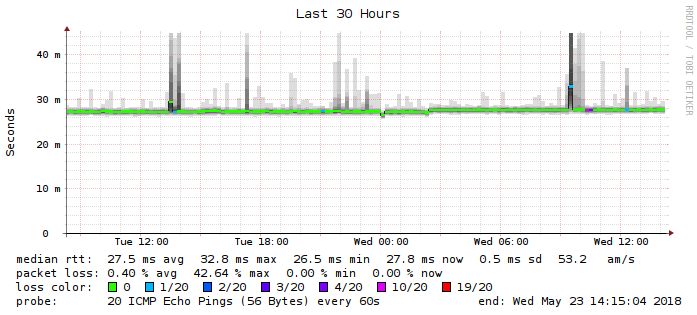 Last 30 Hours
RRDTOOL / TOBI OETIKER
Seconds
40 m
30 m
20 m
10 m
0
Tue 12:00 Tue 18:00 Wed 00:00 Wed 06:00 Wed 12:00
median rtt: 27.5 ms avg 32.8 ms max 26.5 ms min 27.8 ms now 0.5 ms sd 53.2 am/s
packet loss: 0.40 % avg 42.64 % max 0.00 % min 0.00 % now
loss color: 0 1/20 2/20 3/20 4/20 10/20 19/20
probe: 20 ICMP Echo Pings (56 Bytes) every 60s end: Wed May 23 14:15:04 2018